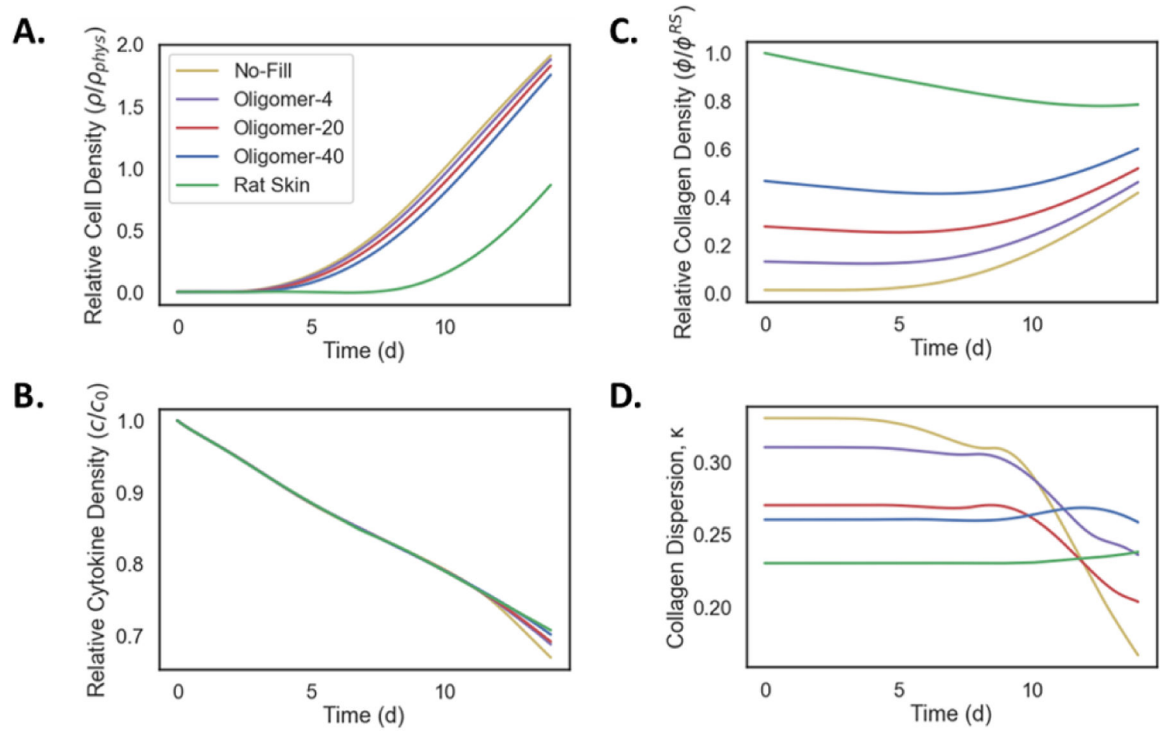 A.
Relative Cell Density (ρ/ρphys)
2.0
1.5
1.0
0.5
0.0
No-Fill
Oligomer-4
Oligomer-20
Oligomer-40
Rat Skin
0
5
10
Time (d)
B.
Relative Cytokine Density (c/c0)
1.0
0.9
0.8
0.7
0
5
10
Time (d)
C.
Relative Collagen Density (ϕ/ϕRS)
1.0
0.8
0.6
0.4
0.2
0.0
0
5
10
Time (d)
D.
Collagen Dispersion, κ
0.30
0.25
0.20
0
5
10
Time (d)